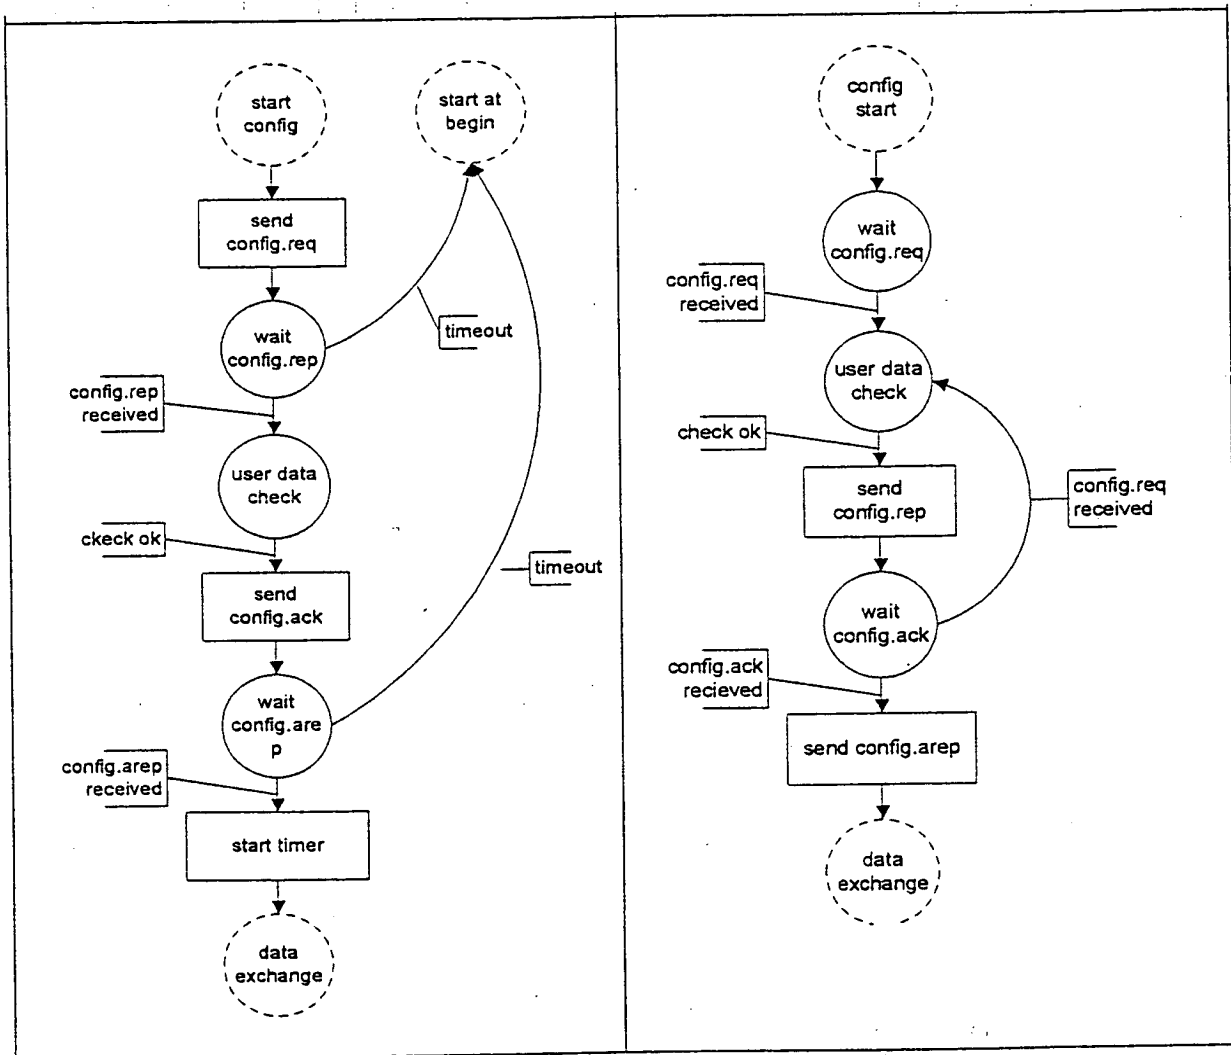 start
config
start at
begin
send
config.req
wait
config.rep
timeout
config.rep
received
user data
check
ckeck ok
send
config.ack
timeout
wait
config.are
p
config.arep
received
start timer
data
exchange
config
start
wait
config.req
config.req
received
user data
check
check ok
send
config.rep
config.req
received
wait
config.ack
config.ack
recieved
send config.arep
data
exchange